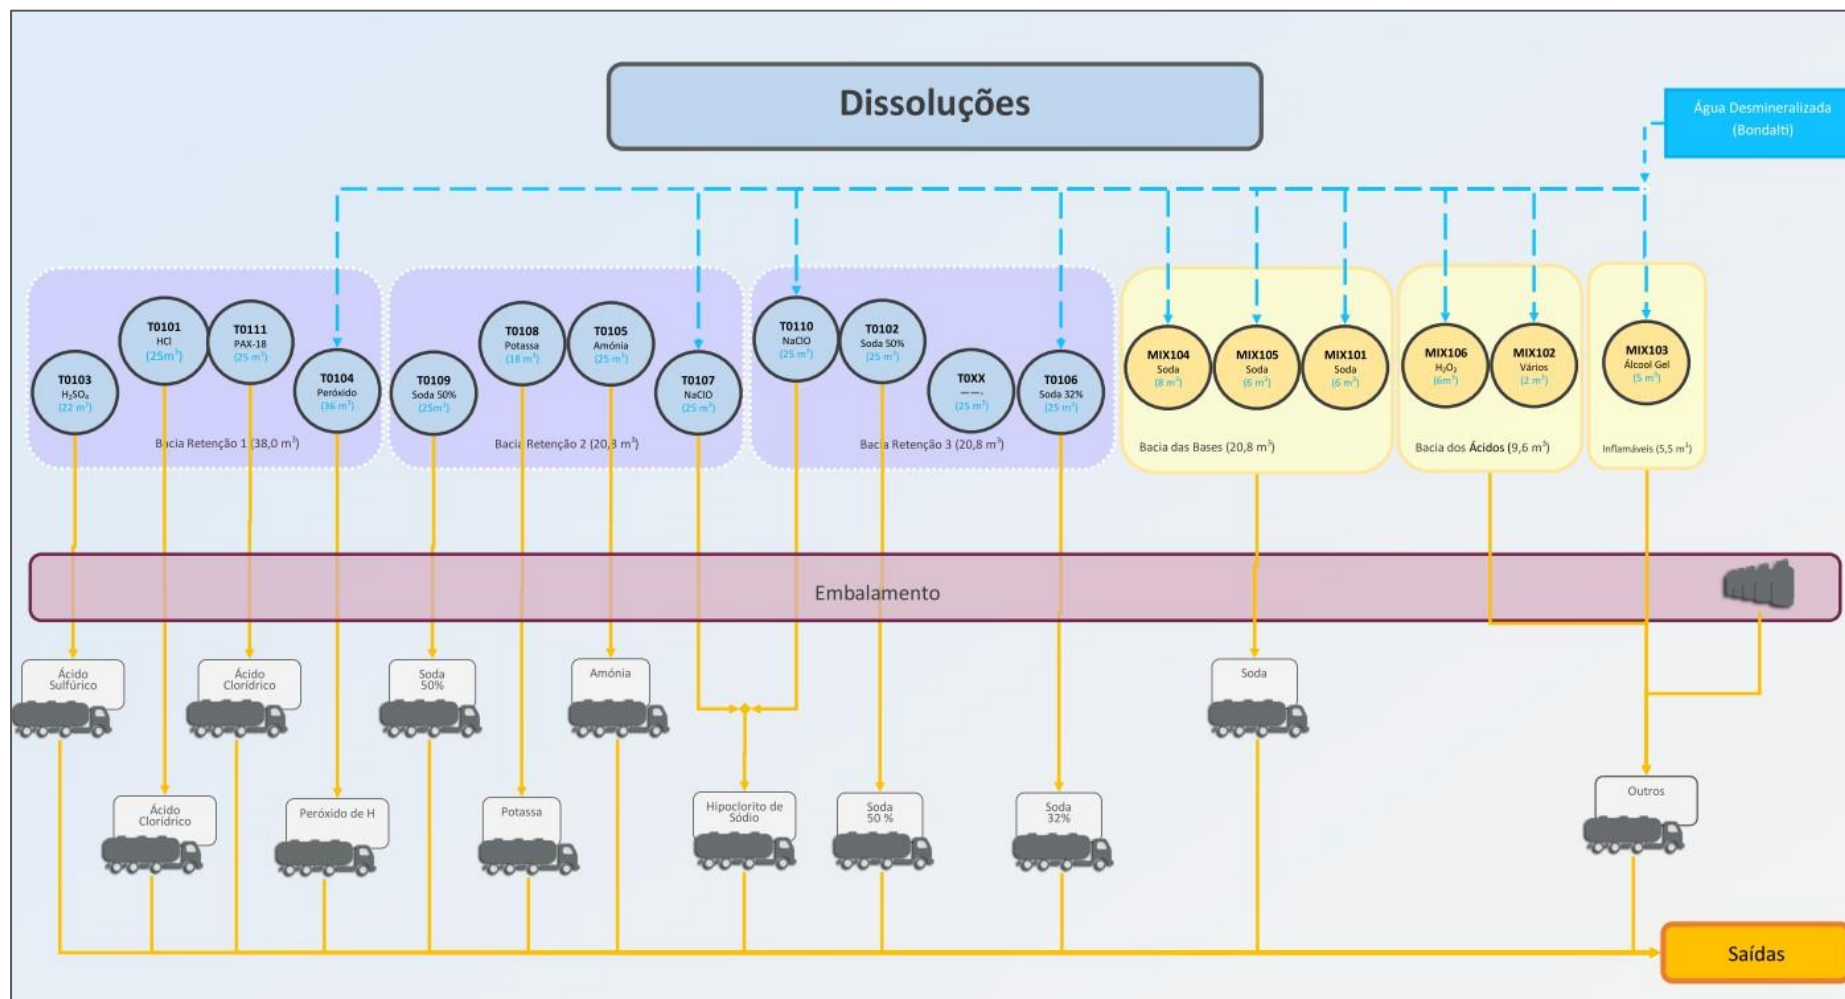 Dissoluções
Água Desmineralizada
(Bondalti)
T0103
H₂SO₄
(22 m³)
T0101
HCl
(25m³)
T0111
PAX-18
(25 m³)
T0104
Peróxido
(36 m³)
Bacia Retenção 1 (38,0 m³)
T0109
Soda 50%
(25m³)
T0108
Potassa
(18 m³)
T0105
Amónia
(25 m³)
T0107
NaClO
(25 m³)
Bacia Retenção 2 (20,8 m³)
T0110
NaClO
(25 m³)
T0102
Soda 50%
(25 m³)
T0XX
——-
(25 m³)
T0106
Soda 32%
(25 m³)
Bacia Retenção 3 (20,8 m³)
MIX104
Soda
(8 m³)
MIX105
Soda
(6 m³)
MIX101
Soda
(6 m³)
Bacia das Bases (20,8 m³)
MIX106
H₂O₂
(6m³)
MIX102
Vários
(2 m³)
Bacia dos Ácidos (9,6 m³)
MIX103
Álcool Gel
(5 m³)
Inflamáveis (5,5 m³)
Embalamento
Ácido
Sulfúrico
Ácido
Clorídrico
Soda
50%
Amónia
Soda
Ácido
Clorídrico
Peróxido de H
Potassa
Hipoclorito de
Sódio
Soda
50 %
Soda
32%
Outros
Saídas